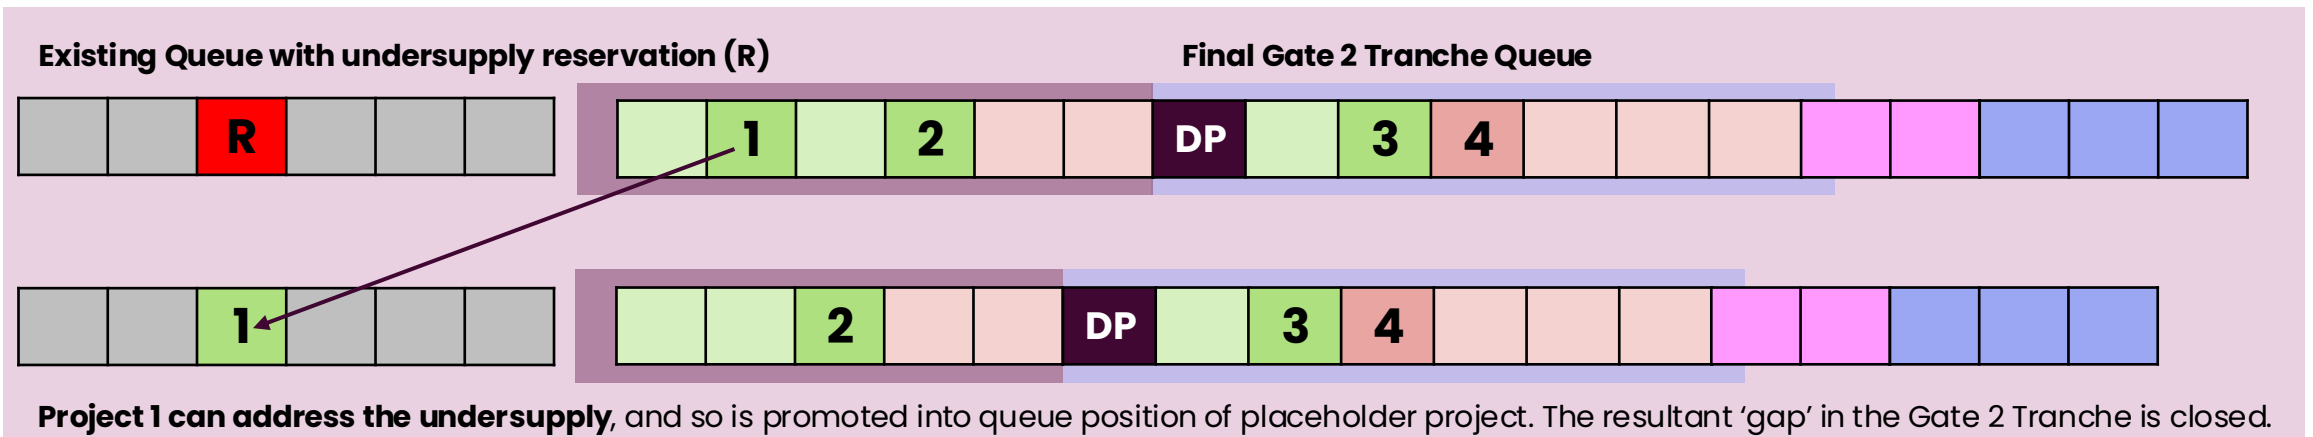 Existing Queue with undersupply reservation (R)
Final Gate 2 Tranche Queue
R
1 2 DP 3 4
1
2 DP 3 4
Project 1 can address the undersupply, and so is promoted into queue position of placeholder project. The resultant ‘gap’ in the Gate 2 Tranche is closed.